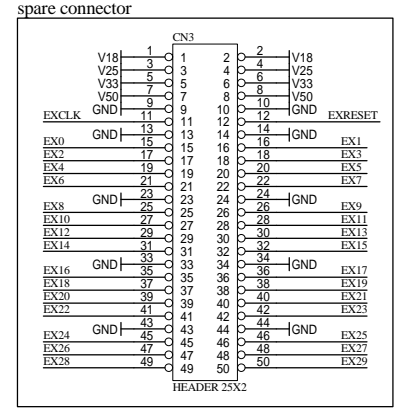 spare connector
CN3
V18 1 1 2 2 V18
V25 3 3 4 4 V25
V33 5 5 6 6 V33
V50 7 7 8 8 V50
GND 9 9 10 10 GND
EXCLK 11 11 12 12 EXRESET
GND 13 13 14 14 GND
EX0 15 15 16 16 EX1
EX2 17 17 18 18 EX3
EX4 19 19 20 20 EX5
EX6 21 21 22 22 EX7
GND 23 23 24 24 GND
EX8 25 25 26 26 EX9
EX10 27 27 28 28 EX11
EX12 29 29 30 30 EX13
EX14 31 31 32 32 EX15
GND 33 33 34 34 GND
EX16 35 35 36 36 EX17
EX18 37 37 38 38 EX19
EX20 39 39 40 40 EX21
EX22 41 41 42 42 EX23
GND 43 43 44 44 GND
EX24 45 45 46 46 EX25
EX26 47 47 48 48 EX27
EX28 49 49 50 50 EX29
HEADER 25X2